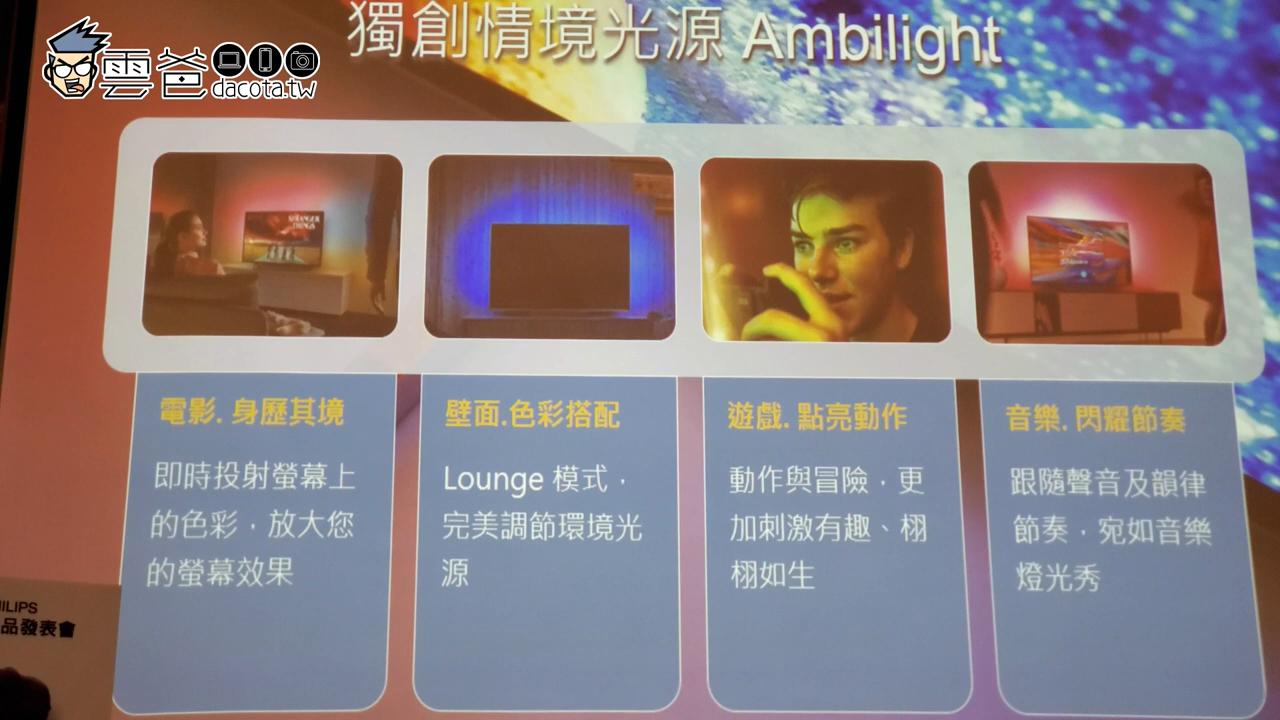 獨創情境光源 Ambilight
雲爸
dacota.tw
STRANGER
THINGS
電影. 身歷其境
即時投射螢幕上
的色彩，放大您
的螢幕效果
壁面.色彩搭配
Lounge 模式，
完美調節環境光
源
遊戲. 點亮動作
動作與冒險，更
加刺激有趣、栩
栩如生
音樂. 閃耀節奏
跟隨聲音及韻律
節奏，宛如音樂
燈光秀
ILIPS
品發表會